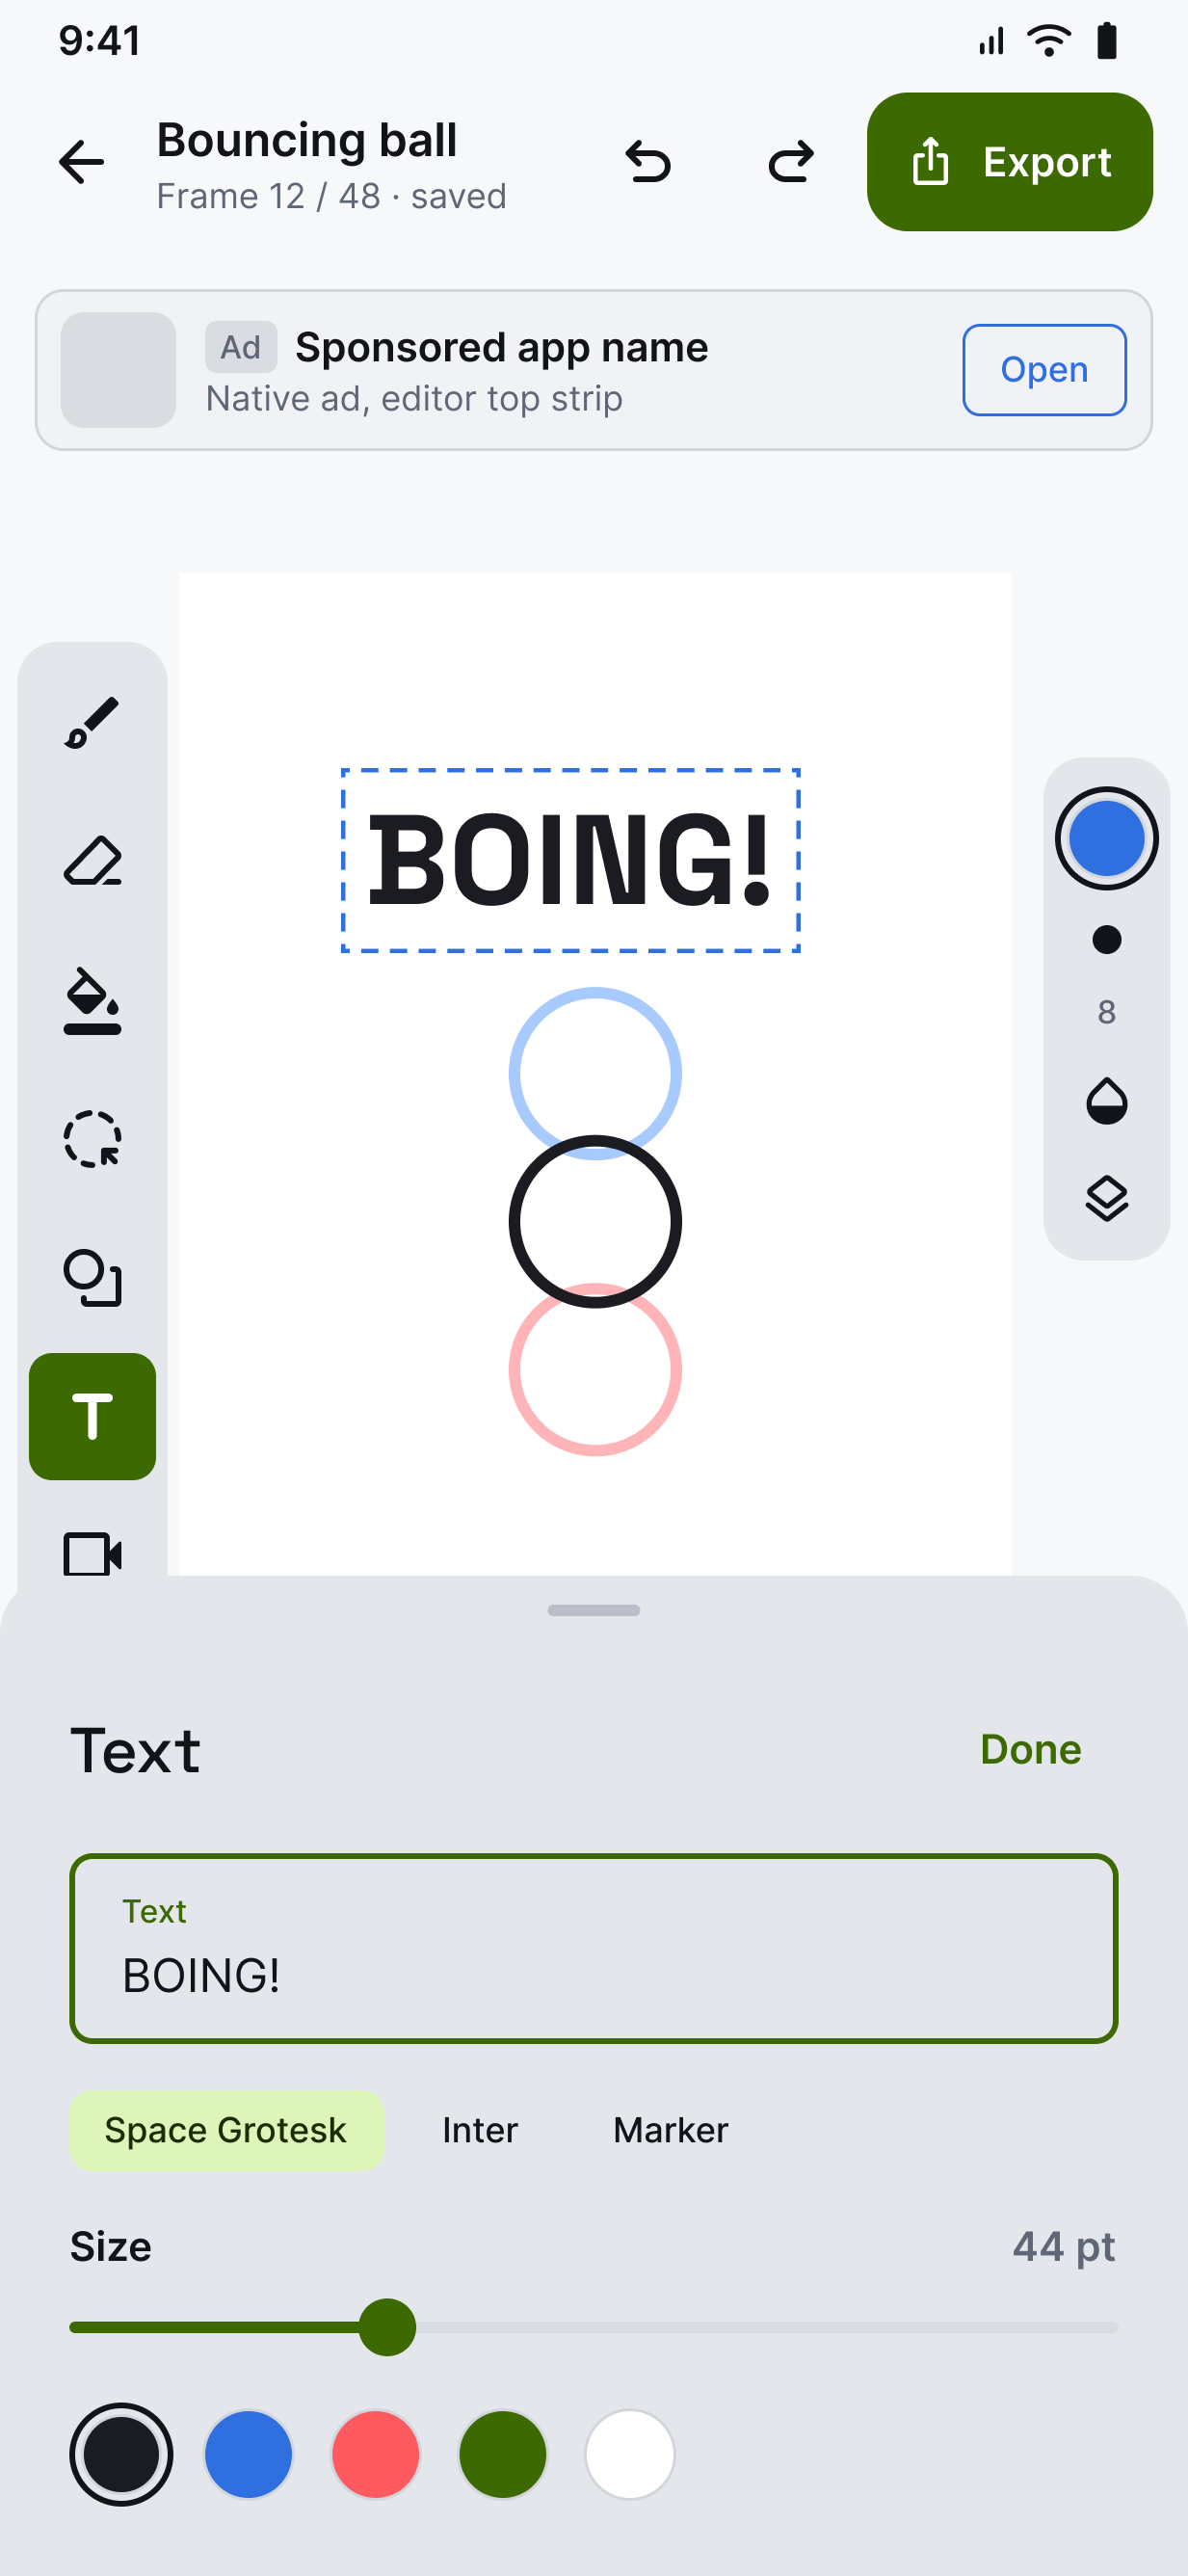 9:41
Bouncing ball
Frame 12 / 48 · saved
Export
Ad Sponsored app name
Native ad, editor top strip
Open
BOING!
8
T
Text
Done
Text
BOING!
Space Grotesk Inter Marker
Size 44 pt